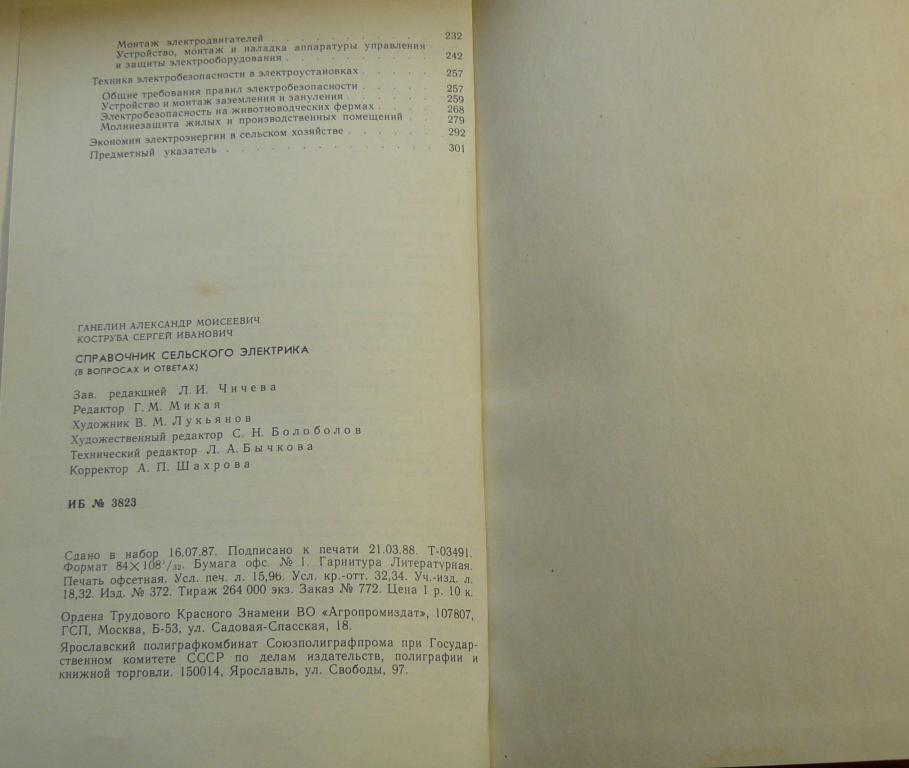 Монтаж электродвигателей . . . . . . . . . . . 232
Устройство, монтаж и наладка аппаратуры управления
и защиты электрооборудования . . . . . . . . . . 242
Техника электробезопасности в электроустановках . . . . . 257
Общие требования правил электробезопасности . . . . . 257
Устройство и монтаж заземления и зануления . . . . . . 259
Электробезопасность на животноводческих фермах . . . . 268
Молниезащита жилых и производственных помещений . . . 279
Экономия электроэнергии в сельском хозяйстве . . . . . . 292
Предметный указатель . . . . . . . . . . . . . . 301
ГАНЕЛИН АЛЕКСАНДР МОИСЕЕВИЧ
КОСТРУБА СЕРГЕЙ ИВАНОВИЧ
СПРАВОЧНИК СЕЛЬСКОГО ЭЛЕКТРИКА
(В ВОПРОСАХ И ОТВЕТАХ)
Зав. редакцией Л. И. Чичева
Редактор Г. М. Микая
Художник В. М. Лукьянов
Художественный редактор С. Н. Болоболов
Технический редактор Л. А. Бычкова
Корректор А. П. Шахрова
ИБ № 3823
Сдано в набор 16.07.87. Подписано к печати 21.03.88. Т-03491.
Формат 84×108¹/₃₂. Бумага офс. № 1. Гарнитура Литературная.
Печать офсетная. Усл. печ. л. 15,96. Усл. кр.-отт. 32,34. Уч.-изд. л.
18,32. Изд. № 372. Тираж 264 000 экз. Заказ № 772. Цена 1 р. 10 к.
Ордена Трудового Красного Знамени ВО «Агропромиздат», 107807,
ГСП, Москва, Б-53, ул. Садовая-Спасская, 18.
Ярославский полиграфкомбинат Союзполиграфпрома при Государ-
ственном комитете СССР по делам издательств, полиграфии и
книжной торговли. 150014, Ярославль, ул. Свободы, 97.